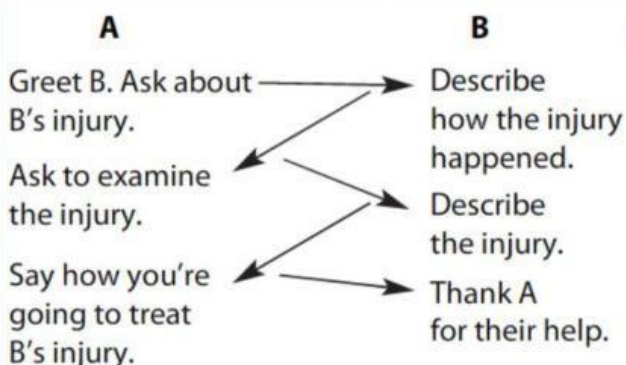 A
Greet B. Ask about
B's injury.
Ask to examine
the injury.
Say how you're
going to treat
B's injury.
B
Describe
how the injury
happened.
Describe
the injury.
Thank A
for their help.